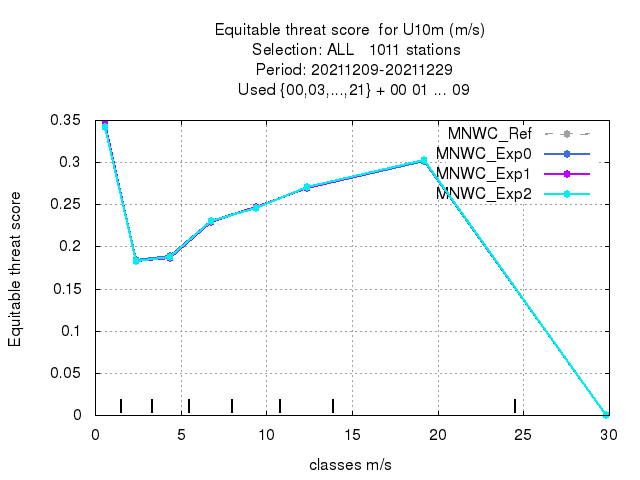 Equitable threat score  for U10m (m/s)
Selection: ALL   1011 stations
Period: 20211209-20211229
Used {00,03,...,21} + 00 01 ... 09
0.35
0.3
0.25
0.2
0.15
0.1
0.05
0
Equitable threat score
MNWC_Ref
MNWC_Exp0
MNWC_Exp1
MNWC_Exp2
0 5 10 15 20 25 30
classes m/s